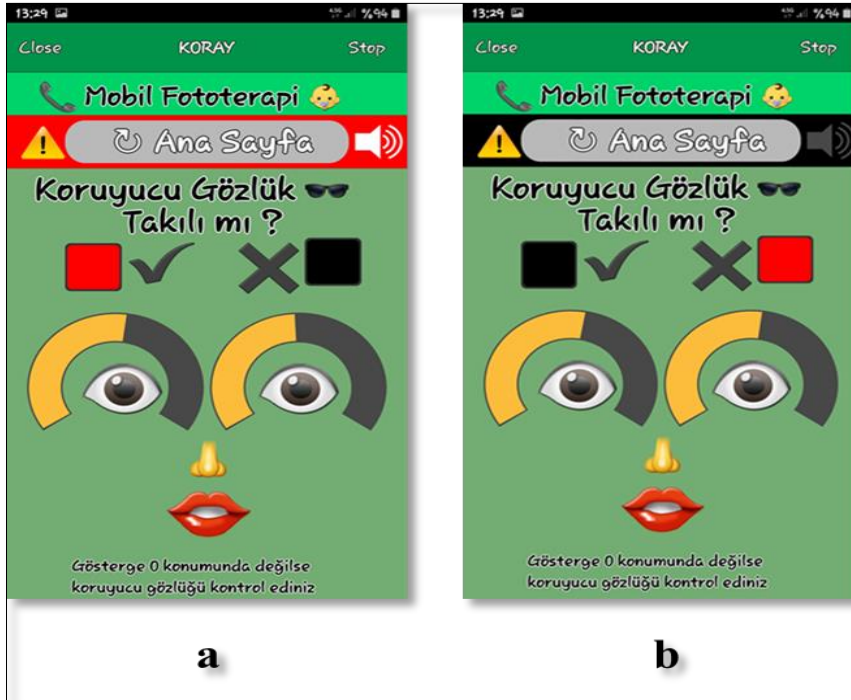 13:29
%94
Close KORAY Stop
Mobil Fototerapi
Ana Sayfa
Koruyucu Gözlük
Takılı mı ?
Gösterge 0 konumunda değilse
koruyucu gözlüğü kontrol ediniz
a
13:29
%94
Close KORAY Stop
Mobil Fototerapi
Ana Sayfa
Koruyucu Gözlük
Takılı mı ?
Gösterge 0 konumunda değilse
koruyucu gözlüğü kontrol ediniz
b